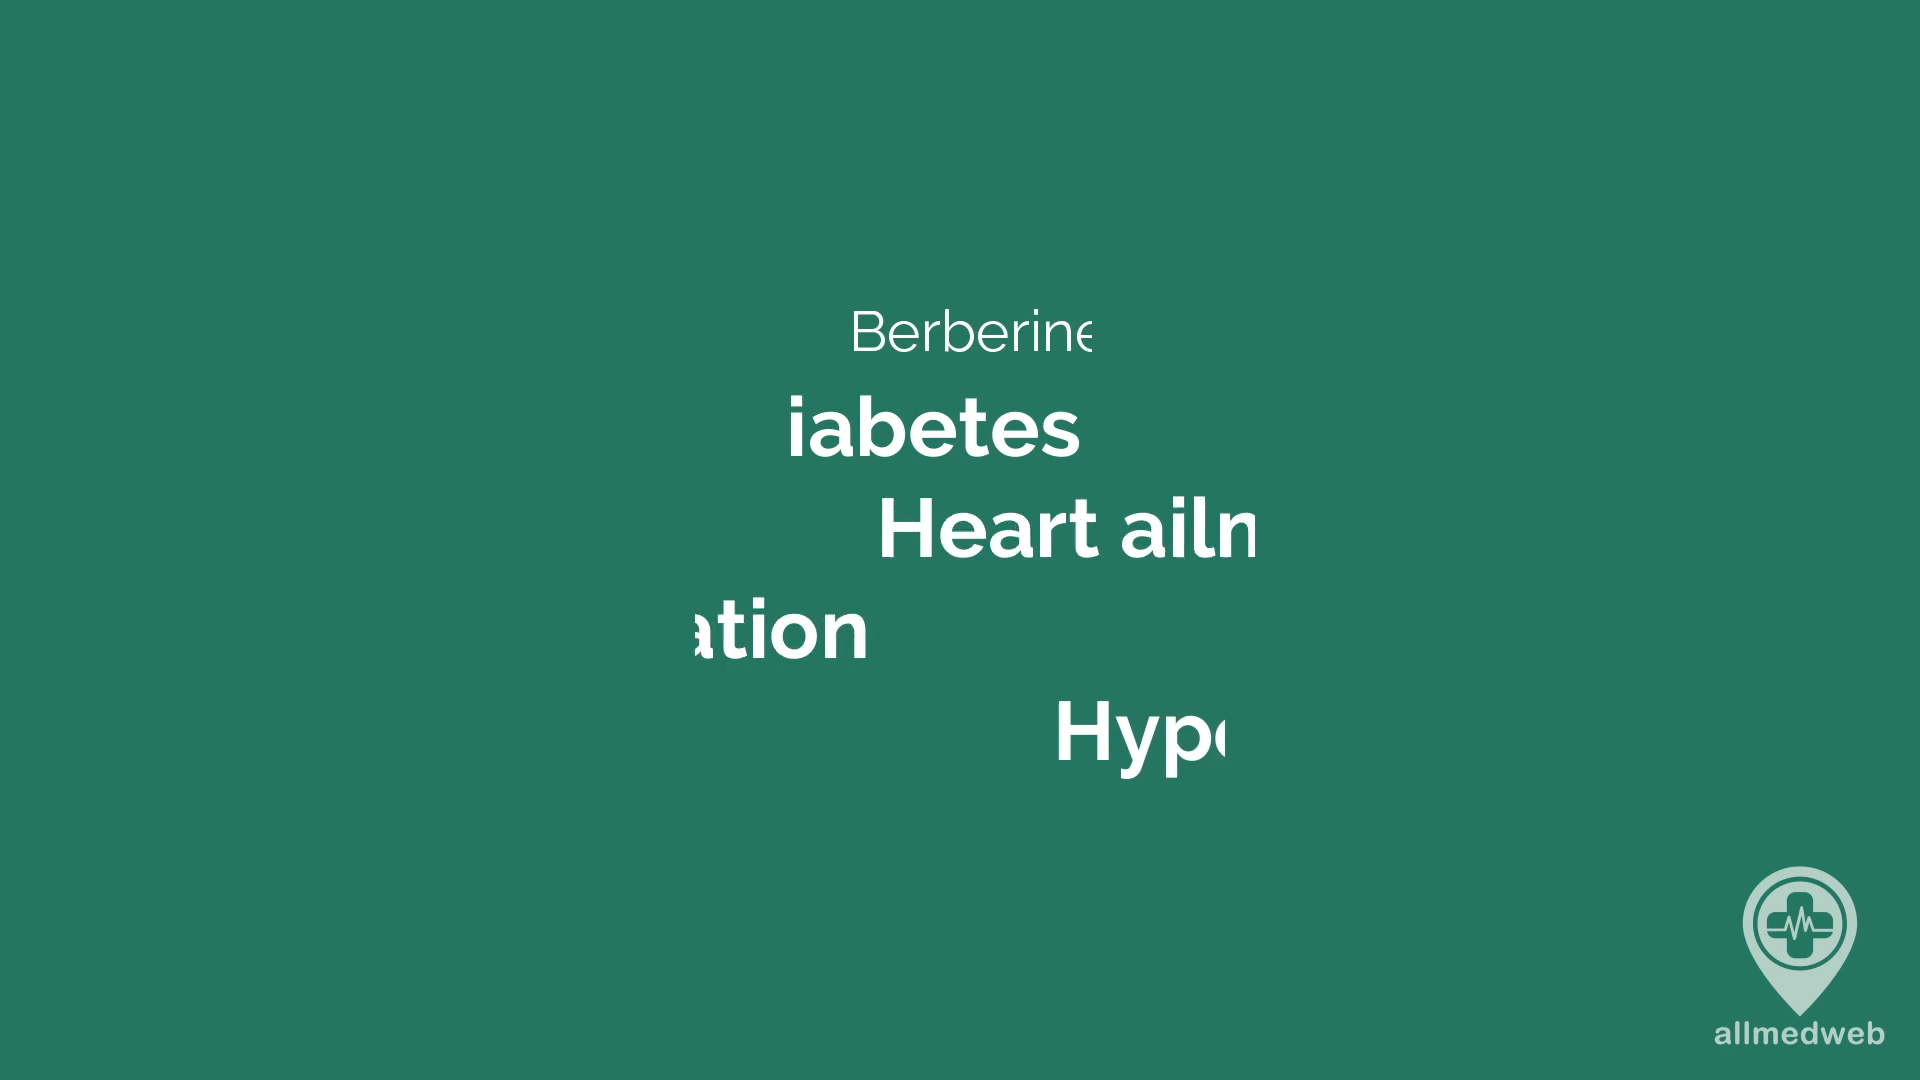 Berberine
iabetes
Heart ailn
ation
Hyp
allmedweb